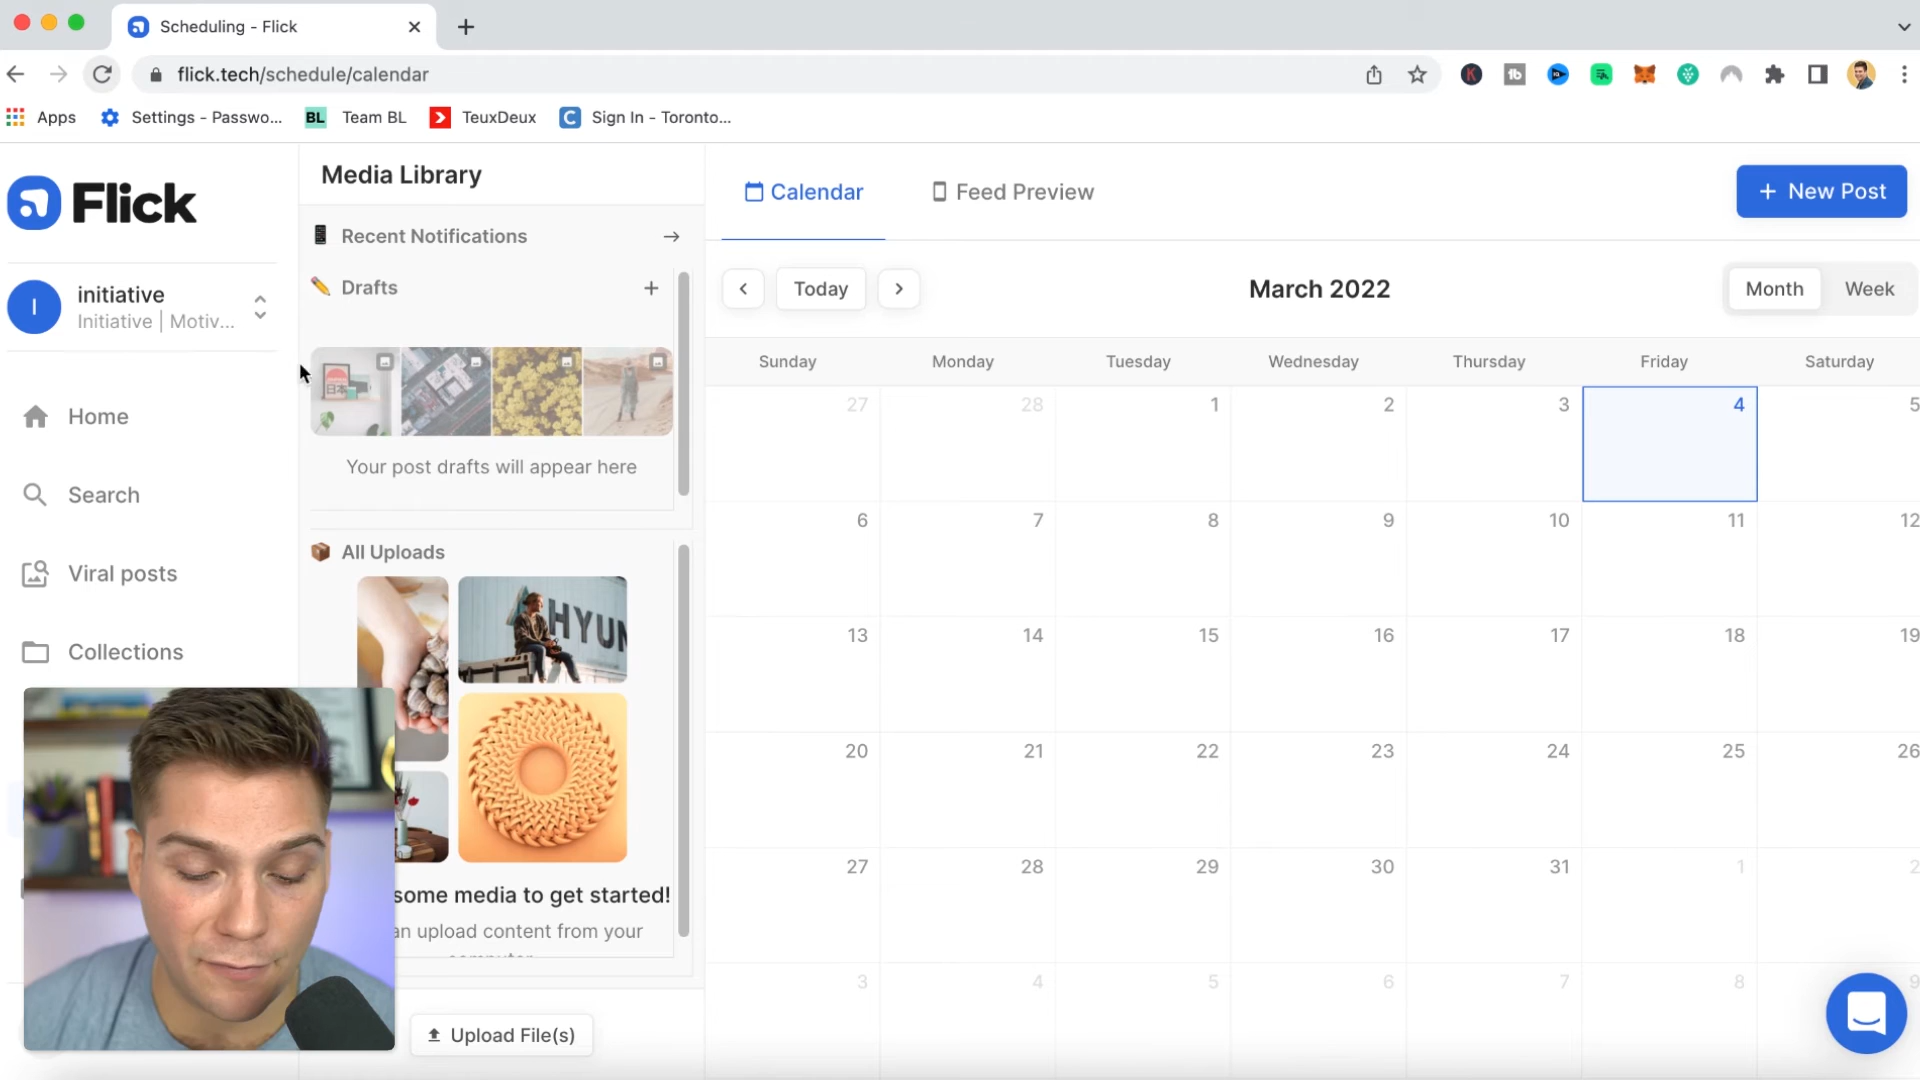 Scheduling - Flick
flick.tech/schedule/calendar
Apps
Settings - Passwo...
BL Team BL
TeuxDeux
C Sign In - Toronto...
Flick
I
initiative
Initiative | Motiv...
Home
Search
Viral posts
Collections
Media Library
Recent Notifications
Drafts
日本
Your post drafts will appear here
All Uploads
HYUN
some media to get started!
an upload content from your
computer
Upload File(s)
Calendar
Feed Preview
+ New Post
Today
March 2022
Month
Week
Sunday Monday Tuesday Wednesday Thursday Friday Saturday
27 28 1 2 3 4 5
6 7 8 9 10 11 12
13 14 15 16 17 18 19
20 21 22 23 24 25 26
27 28 29 30 31 1 2
3 4 5 6 7 8 9